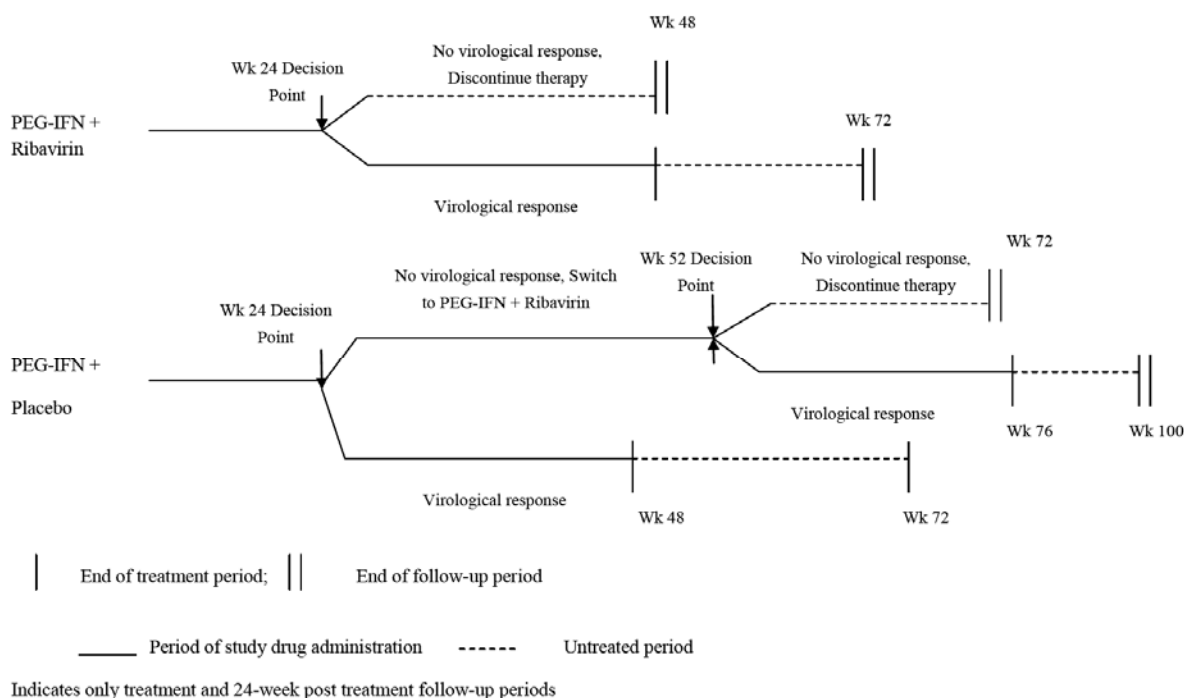 Wk 48
No virological response,
Discontinue therapy
Wk 24 Decision
Point
PEG-IFN +
Ribavirin
Wk 72
Virological response
Wk 72
No virological response,
Discontinue therapy
Wk 52 Decision
Point
No virological response, Switch
to PEG-IFN + Ribavirin
Wk 24 Decision
Point
PEG-IFN +
Placebo
Virological response
Wk 76
Wk 100
Virological response
Wk 48
Wk 72
End of treatment period;
End of follow-up period
Period of study drug administration
Untreated period
Indicates only treatment and 24-week post treatment follow-up periods